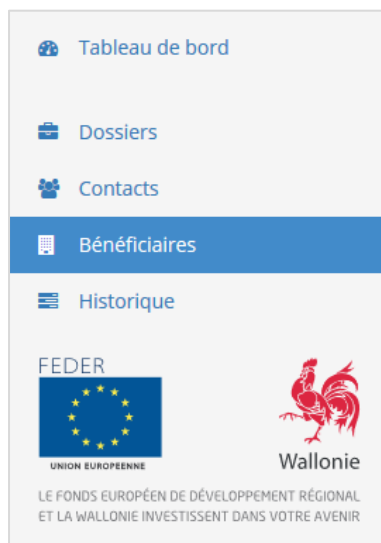 Tableau de bord
Dossiers
Contacts
Bénéficiaires
Historique
FEDER
UNION EUROPEENNE
Wallonie
LE FONDS EUROPÉEN DE DÉVELOPPEMENT RÉGIONAL
ET LA WALLONIE INVESTISSENT DANS VOTRE AVENIR